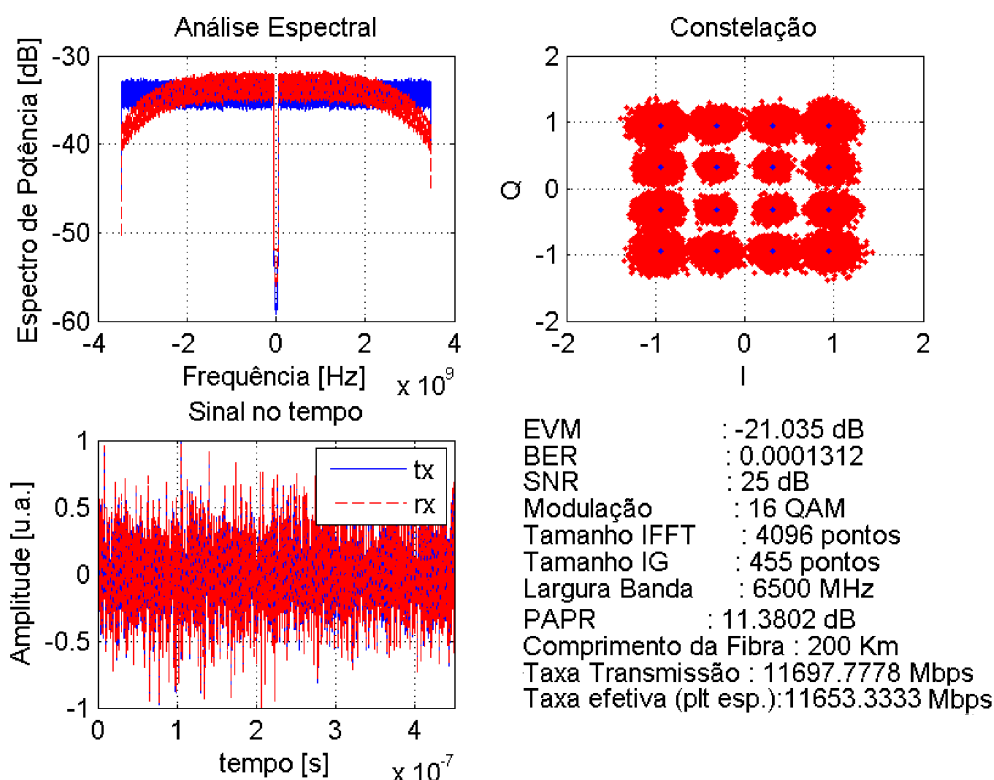 Análise Espectral
Espectro de Potência [dB]
-30
-40
-50
-60
-4
-2
0
2
4
Frequência [Hz]
x 10^9
Constelação
Q
2
1
0
-1
-2
-2
-1
0
1
2
I
Sinal no tempo
Amplitude [u.a.]
1
0.5
0
-0.5
-1
tx
rx
0
1
2
3
4
tempo [s]
x 10^-7
EVM : -21.035 dB
BER : 0.0001312
SNR : 25 dB
Modulação : 16 QAM
Tamanho IFFT : 4096 pontos
Tamanho IG : 455 pontos
Largura Banda : 6500 MHz
PAPR : 11.3802 dB
Comprimento da Fibra : 200 Km
Taxa Transmissão : 11697.7778 Mbps
Taxa efetiva (plt esp.):11653.3333 Mbps